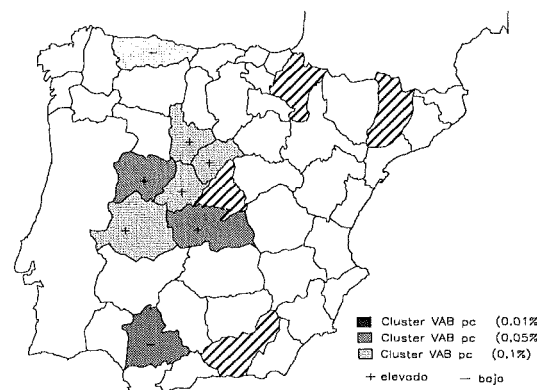 Cluster VAB pc (0.01%
Cluster VAB pc (0.05%
Cluster VAB pc (0.1%)
+ elevado - bajo